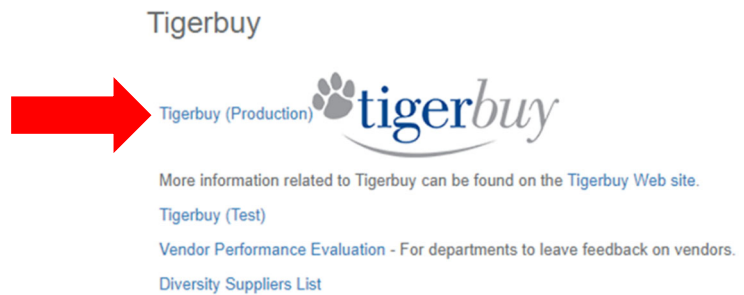 Tigerbuy
Tigerbuy (Production) tigerbuy
More information related to Tigerbuy can be found on the Tigerbuy Web site.
Tigerbuy (Test)
Vendor Performance Evaluation - For departments to leave feedback on vendors.
Diversity Suppliers List